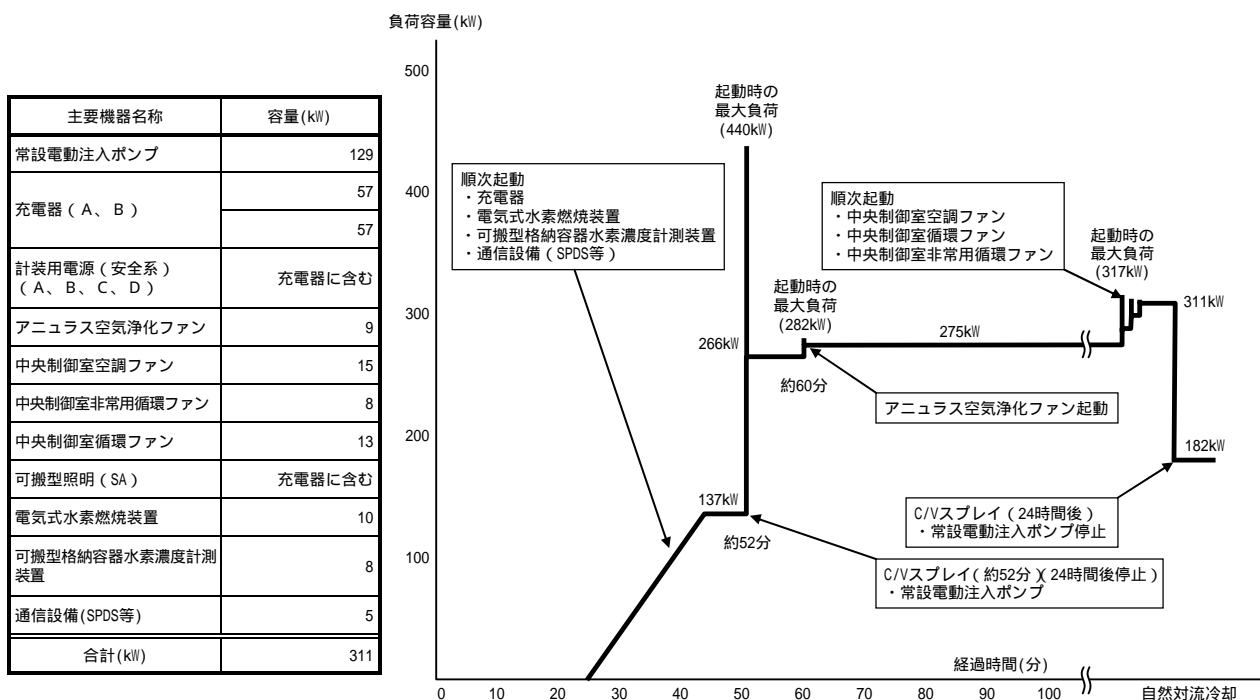 主要機器名称 容量(kW)
常設電動注入ポンプ 129
充電器(A、B) 57
57
計装用電源(安全系)
(A、B、C、D) 充電器に含む
アニュラス空気浄化ファン 9
中央制御室空調ファン 15
中央制御室非常用循環ファン 8
中央制御室循環ファン 13
可搬型照明(SA) 充電器に含む
電気式水素燃焼装置 10
可搬型格納容器水素濃度計測
装置 8
通信設備(SPDS等) 5
合計(kW) 311
負荷容量(kW)
500
400
300
200
100
0 10 20 30 40 50 60 70 80 90 100
経過時間(分)
自然対流冷却
順次起動
・充電器
・電気式水素燃焼装置
・可搬型格納容器水素濃度計測装置
・通信設備(SPDS等)
137kW
約52分
266kW
起動時の
最大負荷
(440kW)
C/Vスプレイ(約52分)(24時間後停止)
・常設電動注入ポンプ
起動時の
最大負荷
(282kW)
約60分
アニュラス空気浄化ファン起動
275kW
順次起動
・中央制御室空調ファン
・中央制御室循環ファン
・中央制御室非常用循環ファン
起動時の
最大負荷
(317kW)
311kW
182kW
C/Vスプレイ(24時間後)
・常設電動注入ポンプ停止